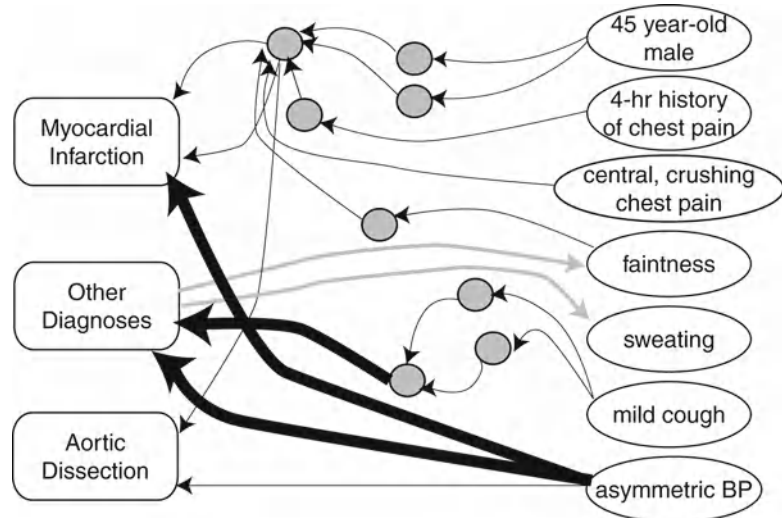 45 year-old
male
4-hr history
of chest pain
Myocardial
Infarction
central, crushing
chest pain
faintness
Other
Diagnoses
sweating
mild cough
Aortic
Dissection
asymmetric BP